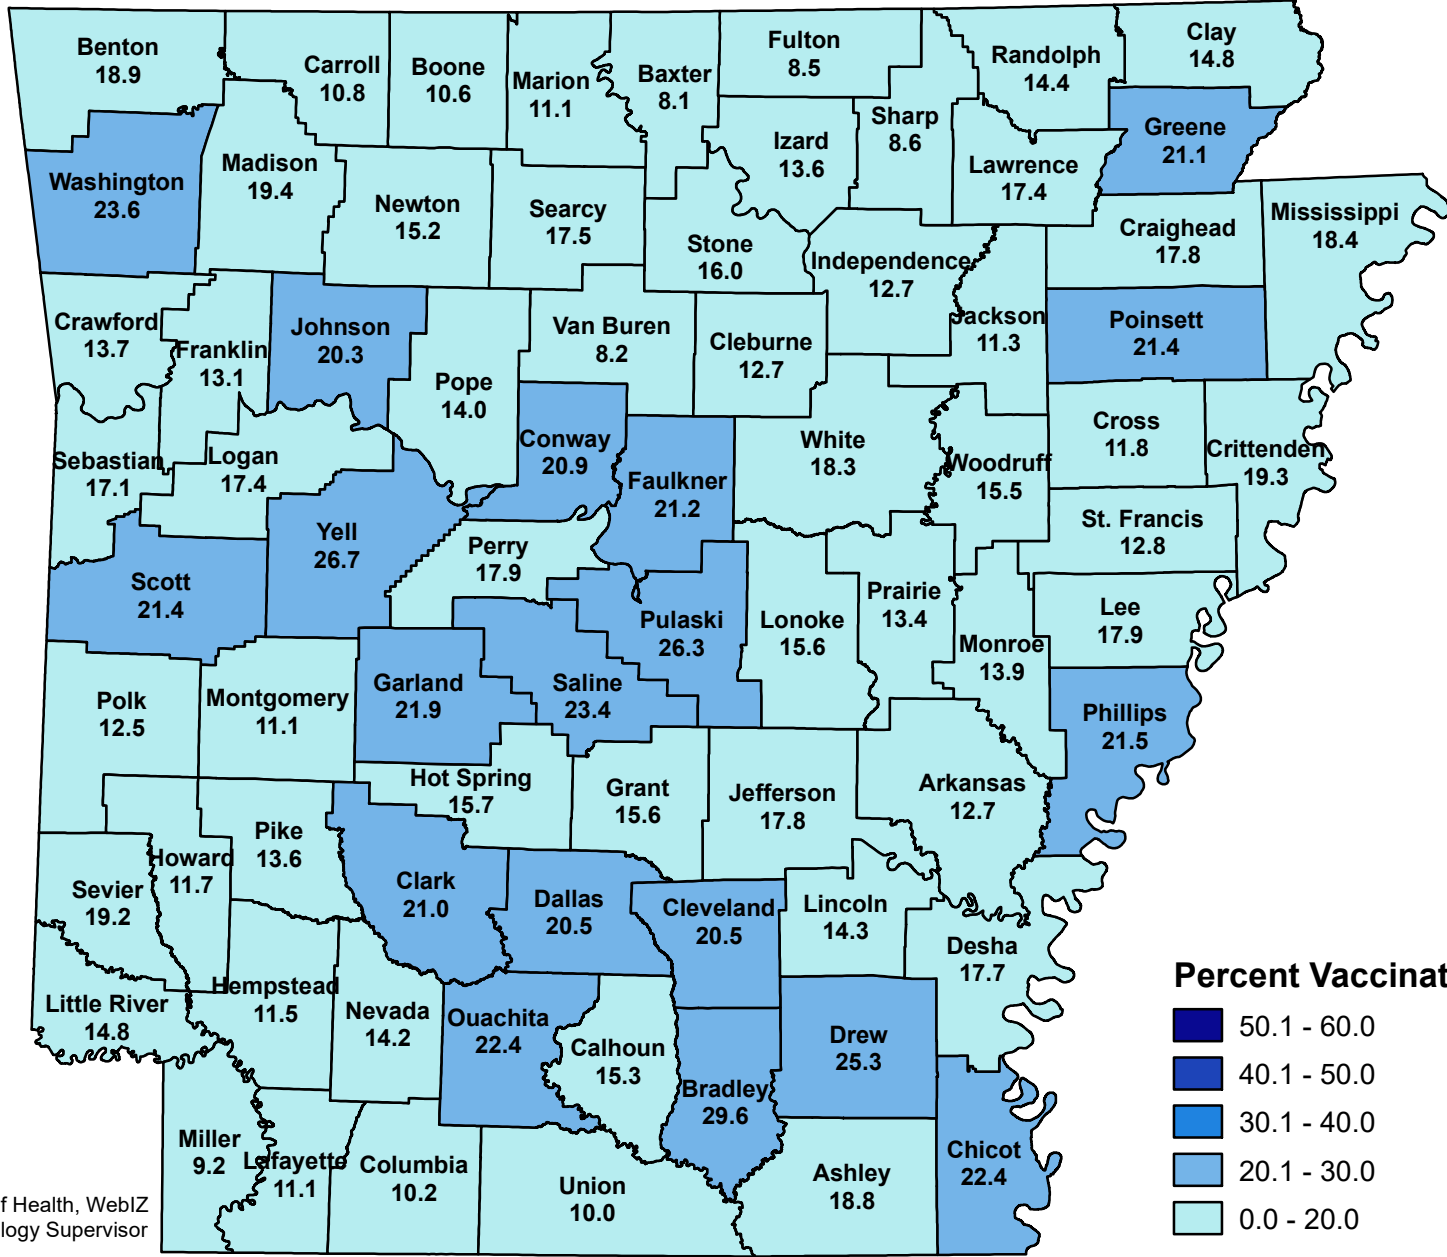 Benton
18.9
Carroll
10.8
Boone
10.6
Marion
11.1
Baxter
8.1
Fulton
8.5
Randolph
14.4
Clay
14.8
Greene
21.1
Sharp
8.6
Izard
13.6
Lawrence
17.4
Washington
23.6
Madison
19.4
Newton
15.2
Searcy
17.5
Stone
16.0
Independence
12.7
Craighead
17.8
Mississippi
18.4
Crawford
13.7
Franklin
13.1
Johnson
20.3
Pope
14.0
Van Buren
8.2
Cleburne
12.7
Jackson
11.3
Poinsett
21.4
Sebastian
17.1
Logan
17.4
Conway
20.9
Faulkner
21.2
White
18.3
Woodruff
15.5
Cross
11.8
Crittenden
19.3
Scott
21.4
Yell
26.7
Perry
17.9
St. Francis
12.8
Pulaski
26.3
Lonoke
15.6
Prairie
13.4
Monroe
13.9
Lee
17.9
Polk
12.5
Montgomery
11.1
Garland
21.9
Saline
23.4
Phillips
21.5
Hot Spring
15.7
Grant
15.6
Jefferson
17.8
Arkansas
12.7
Sevier
19.2
Howard
11.7
Pike
13.6
Clark
21.0
Dallas
20.5
Cleveland
20.5
Lincoln
14.3
Desha
17.7
Little River
14.8
Hempstead
11.5
Nevada
14.2
Ouachita
22.4
Calhoun
15.3
Bradley
29.6
Drew
25.3
Miller
9.2
Lafayette
11.1
Columbia
10.2
Union
10.0
Ashley
18.8
Chicot
22.4
Percent Vaccinat
50.1 - 60.0
40.1 - 50.0
30.1 - 40.0
20.1 - 30.0
0.0 - 20.0
f Health, WebIZ
logy Supervisor